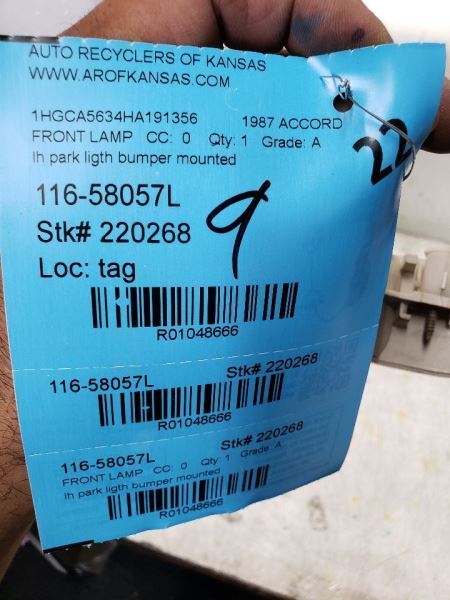 AUTO RECYCLERS OF KANSAS
WWW.AROFKANSAS.COM
1HGCA5634HA191356 1987 ACCORD
FRONT LAMP CC: 0 Qty: 1 Grade: A
lh park ligth bumper mounted
22
116-58057L
Stk# 220268
9
Loc: tag
R01048666
116-58057L Stk# 220268
R01048666
116-58057L Stk# 220268
FRONT LAMP CC: 0 Qty: 1 Grade: A
lh park ligth bumper mounted
R01048666